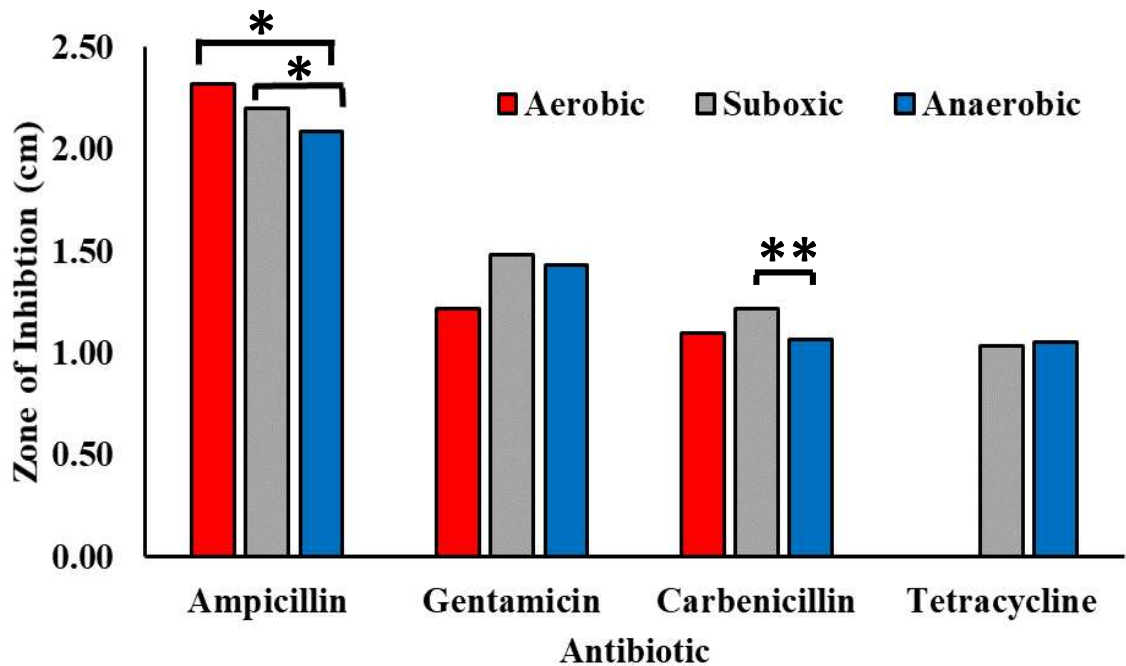 *
*
Aerobic Suboxic Anaerobic
**
Zone of Inhibtion (cm)
2.50
2.00
1.50
1.00
0.50
0.00
Ampicillin Gentamicin Carbenicillin Tetracycline
Antibiotic